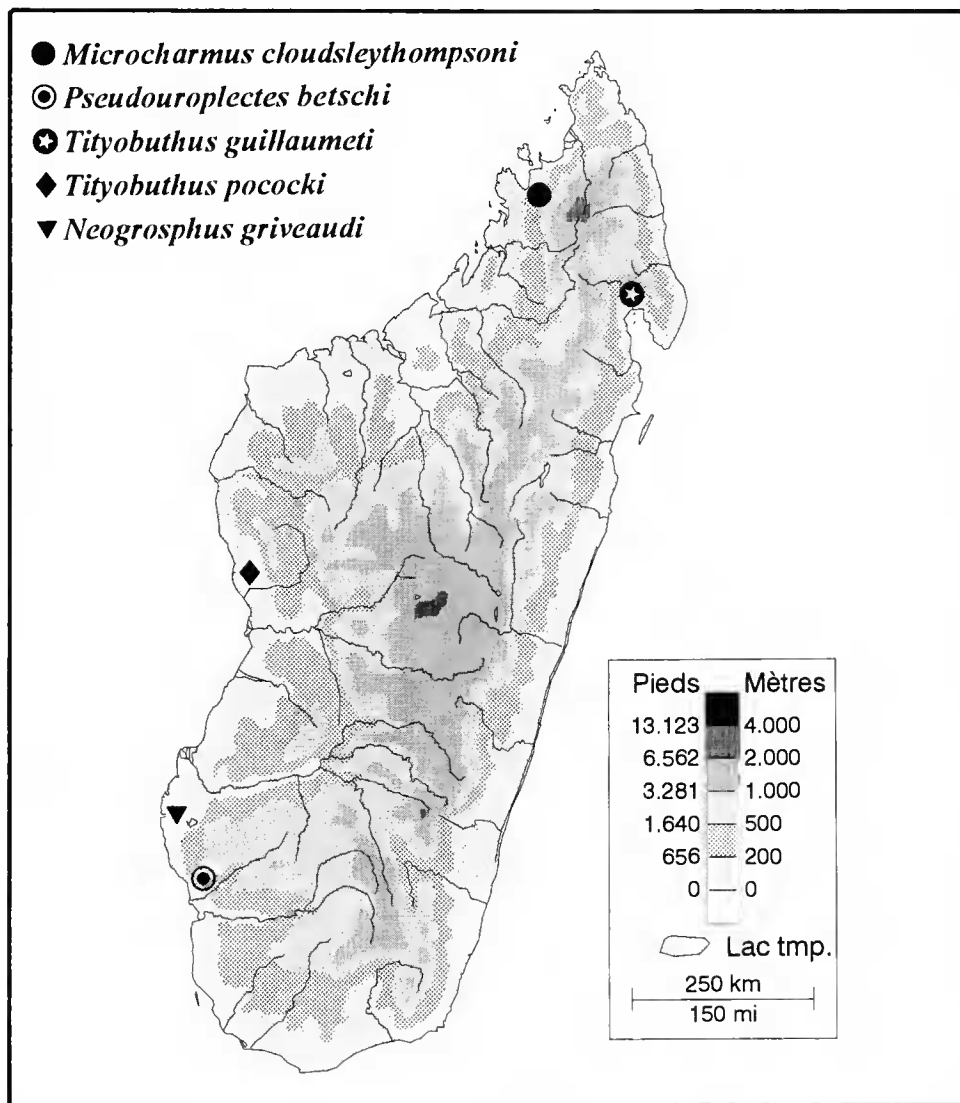 Microcharmus cloudsleythompsoni
Pseudouroplectes betschi
Tityobuthus guillaumeti
Tityobuthus pococki
Neogrosphus griveaudi
Pieds Mètres
13.123 4.000
6.562 2.000
3.281 1.000
1.640 500
656 200
0 0
Lac tmp.
250 km
150 mi